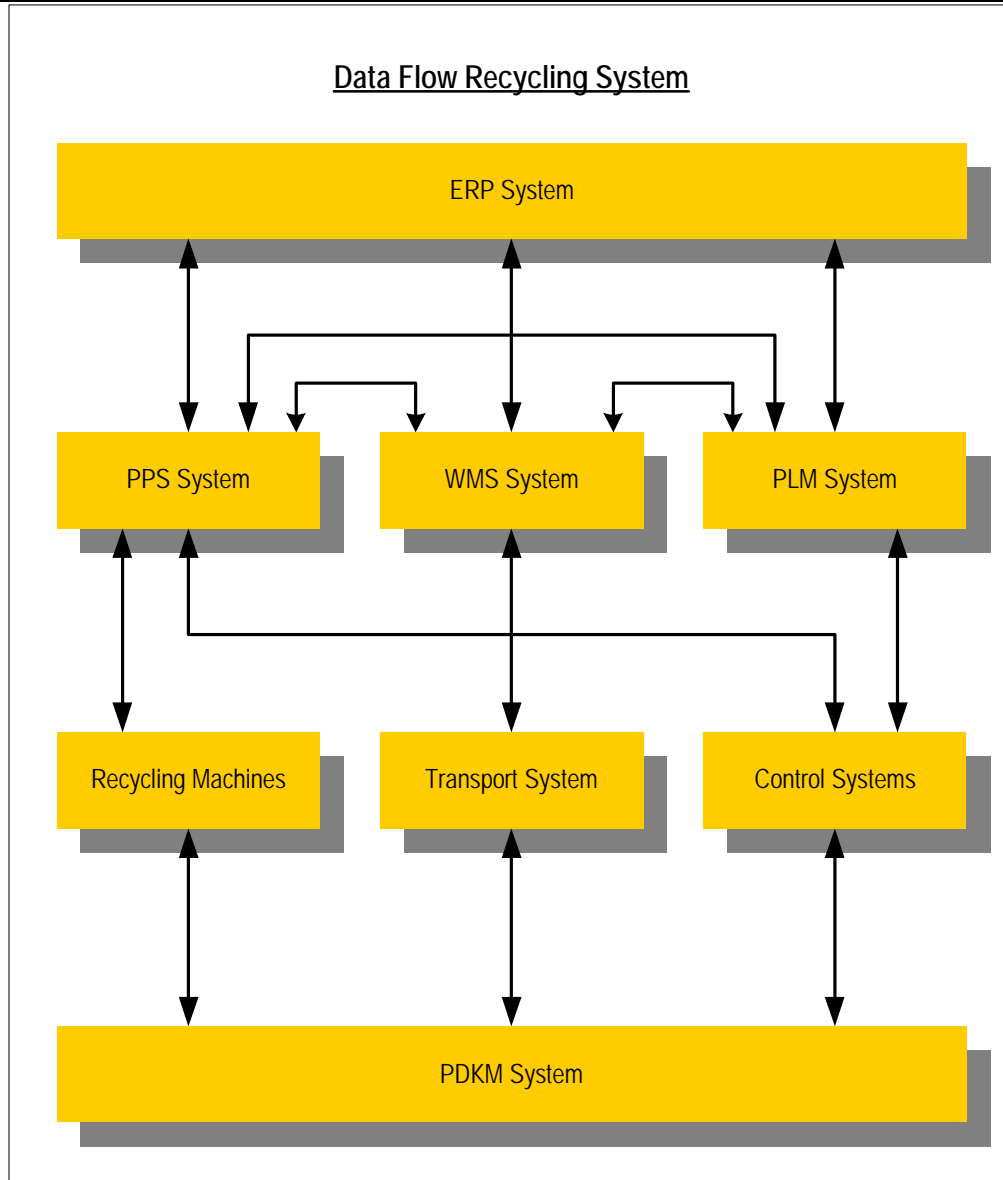 Data Flow Recycling System
ERP System
PPS System
WMS System
PLM System
Recycling Machines
Transport System
Control Systems
PDKM System